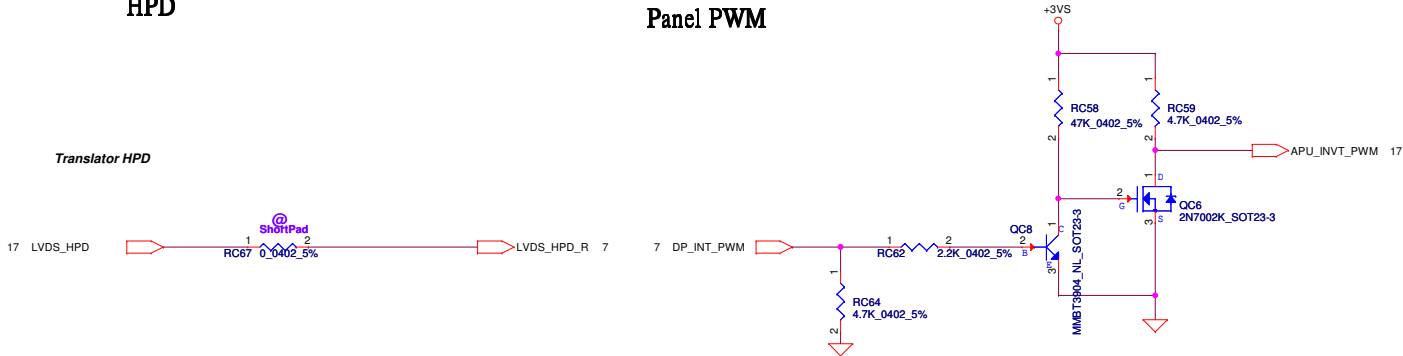 HPD
Panel PWM
+3VS
1
RC58
47K_0402_5%
2
1
RC59
4.7K_0402_5%
2
APU_INVT_PWM 17
Translator HPD
@
ShortPad
17 LVDS_HPD
1
2
RC67 0_0402_5%
LVDS_HPD_R 7
7 DP_INT_PWM
1
2
RC62 2.2K_0402_5%
1
RC64
4.7K_0402_5%
2
QC8
2
B
1
C
E
3
MMBT3904_NL_SOT23-3
2
G
1
D
S
3
QC6
2N7002K_SOT23-3